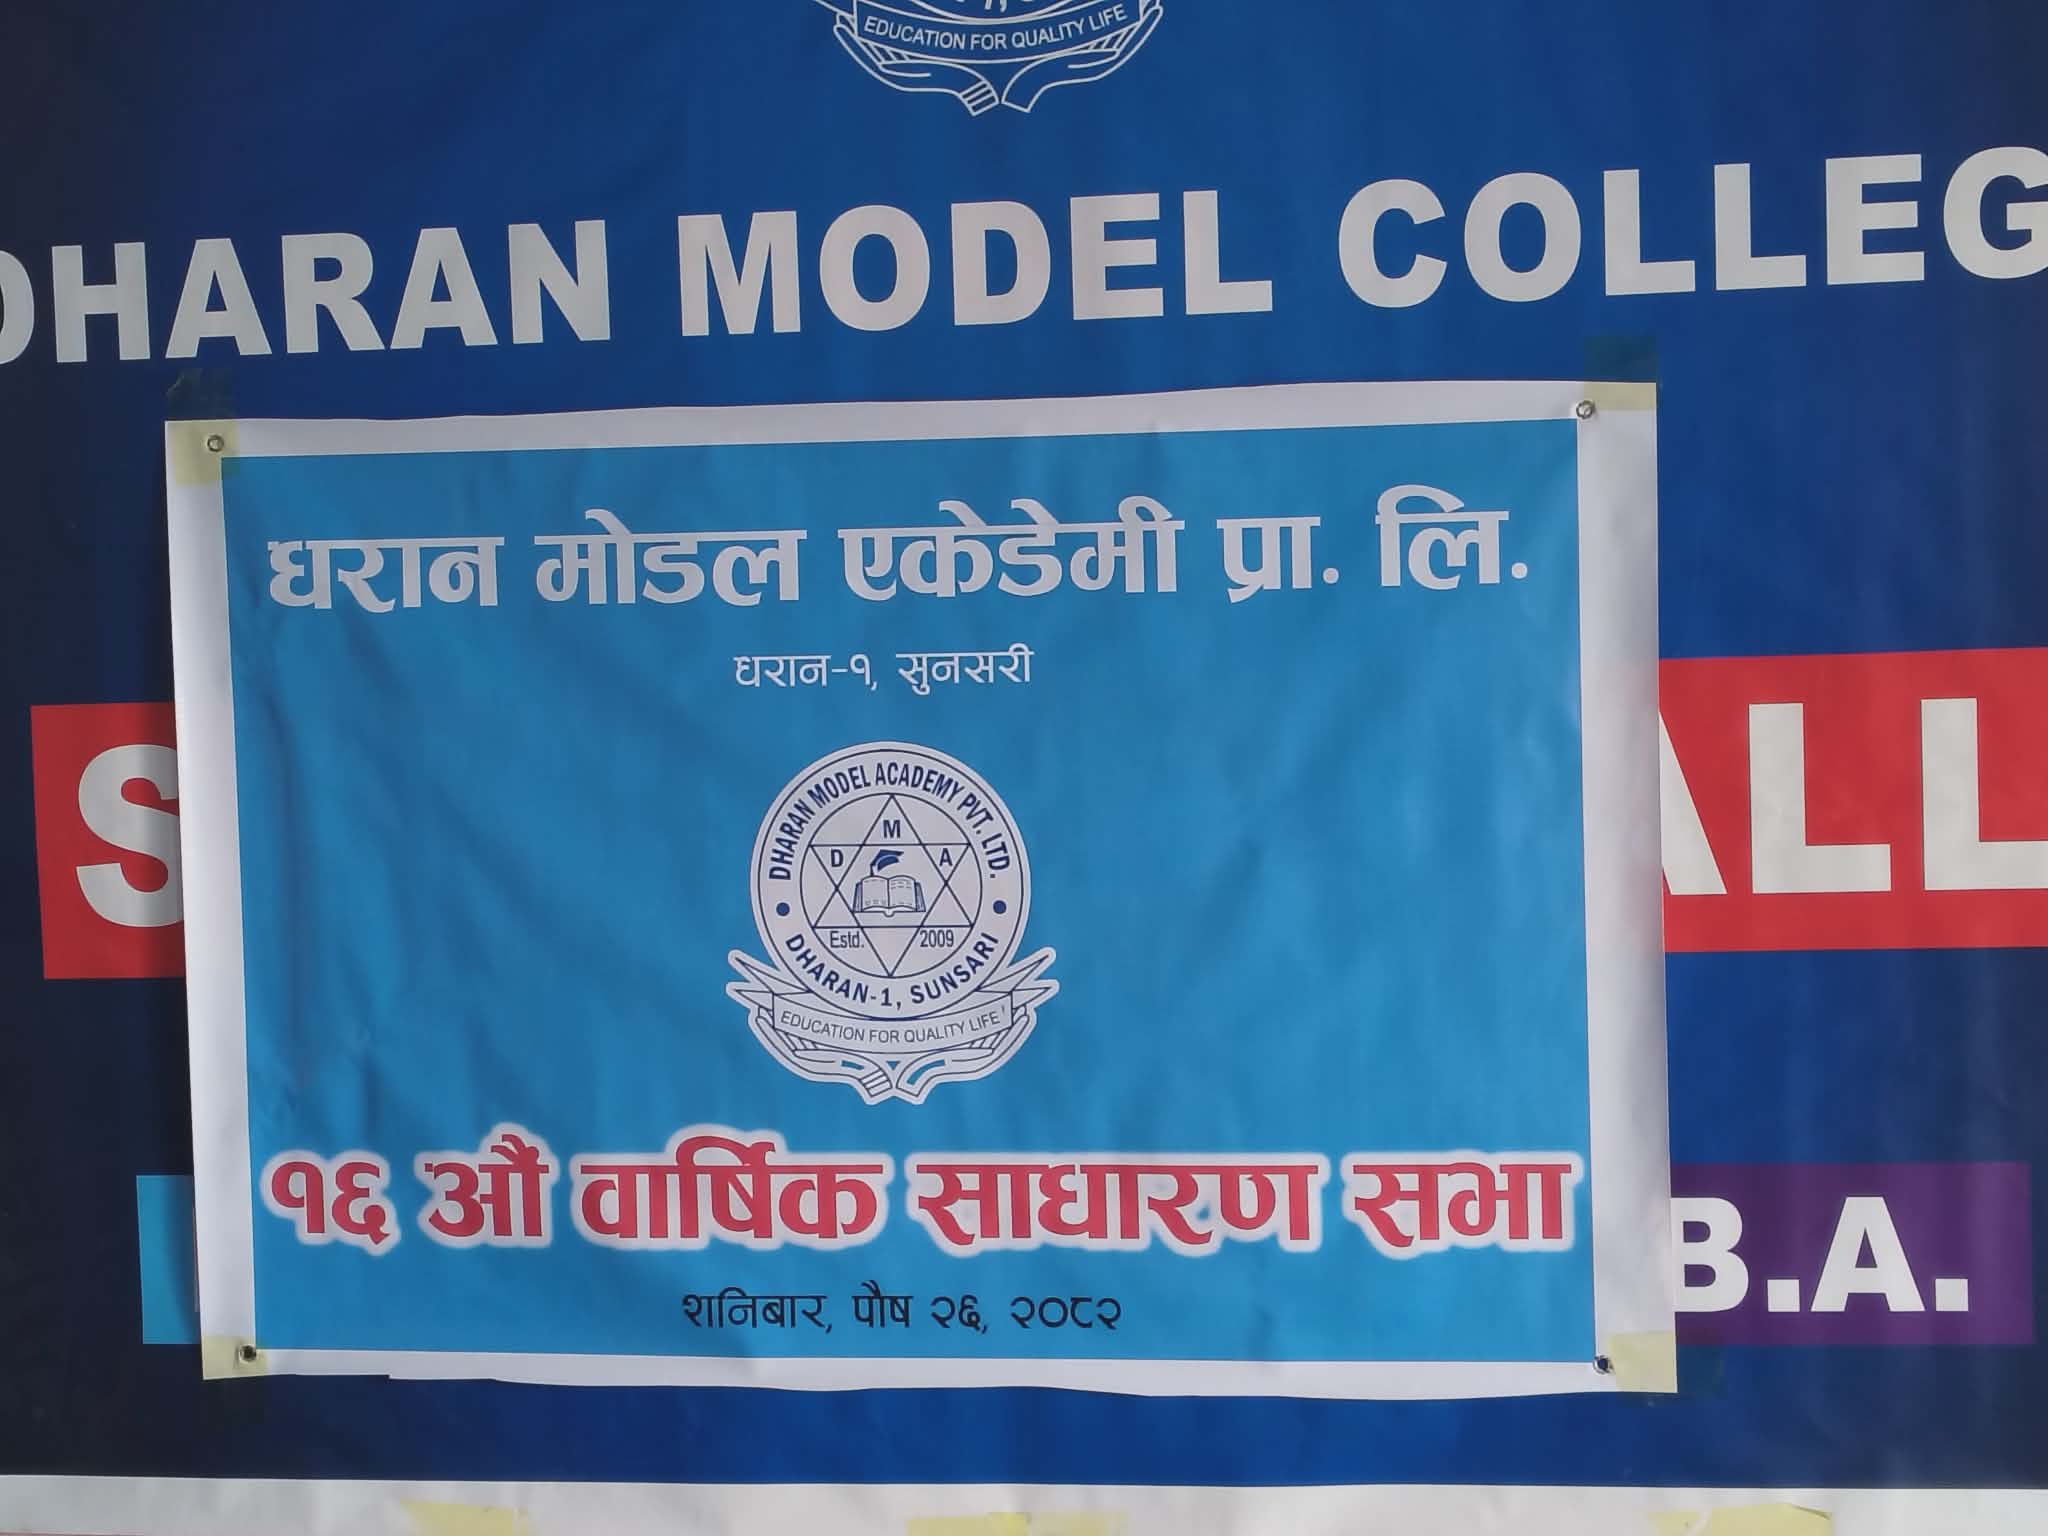 EDUCATION FOR QUALITY LIFE
DHARAN MODEL COLLEG
धरान मोडल एकेडेमी प्रा. लि.
धरान-१, सुनसरी
DHARAN MODEL ACADEMY PVT. LTD.
M
D A
Estd. 2009
DHARAN-1, SUNSARI
EDUCATION FOR QUALITY LIFE
S ALL
१६ औं वार्षिक साधारण सभा
B.A.
शनिबार, पौष २६, २०८२